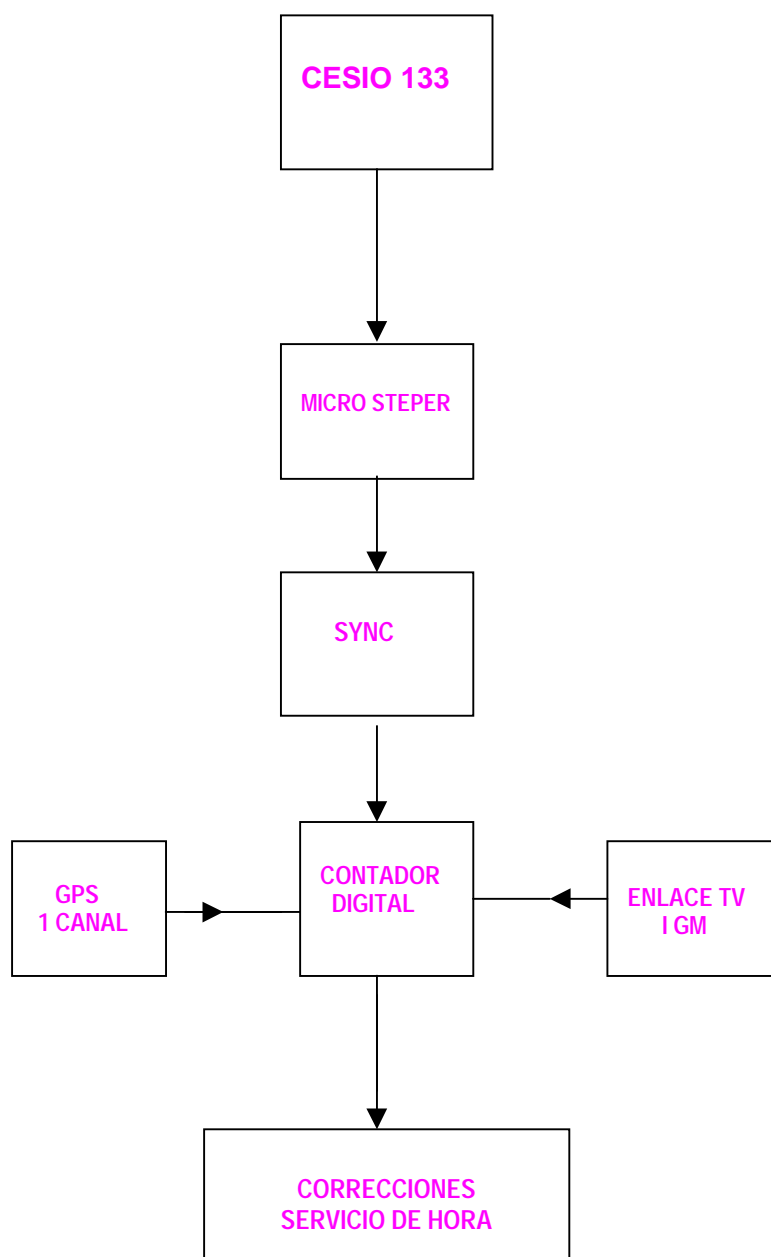 CESIO 133
MICRO STEPER
SYNC
GPS
1 CANAL
CONTADOR
DIGITAL
ENLACE TV
I GM
CORRECCIONES
SERVICIO DE HORA